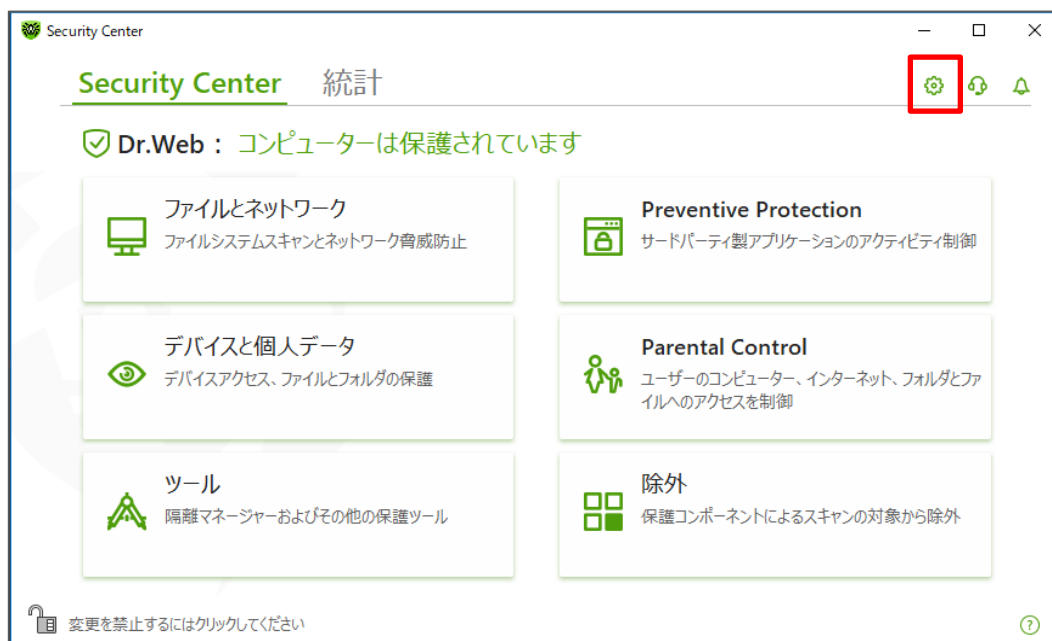 Security Center
Security Center 統計
Dr.Web： コンピューターは保護されています
ファイルとネットワーク
ファイルシステムスキャンとネットワーク脅威防止
Preventive Protection
サードパーティ製アプリケーションのアクティビティ制御
デバイスと個人データ
デバイスアクセス、ファイルとフォルダの保護
Parental Control
ユーザーのコンピューター、インターネット、フォルダとファ
イルへのアクセスを制御
ツール
隔離マネージャーおよびその他の保護ツール
除外
保護コンポーネントによるスキャンの対象から除外
変更を禁止するにはクリックしてください
?